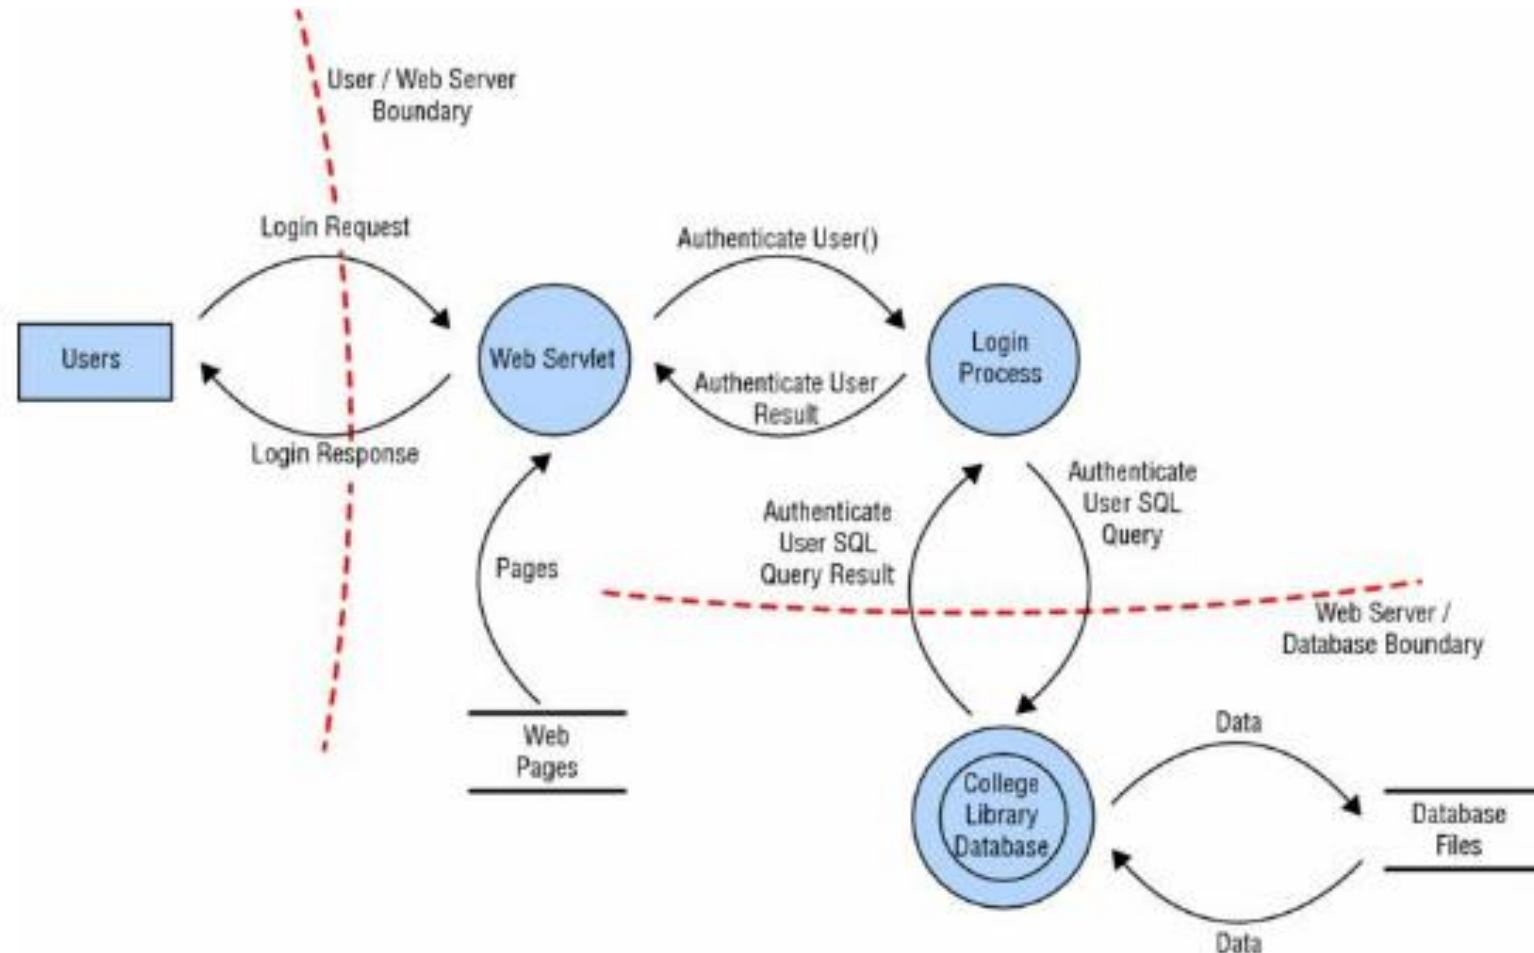 User / Web Server
Boundary
Login Request
Authenticate User()
Users
Web Servlet
Login
Process
Authenticate User
Result
Login Response
Authenticate
User SQL
Query
Authenticate
User SQL
Query Result
Pages
Web Server /
Database Boundary
Web
Pages
Data
College
Library
Database
Database
Files
Data